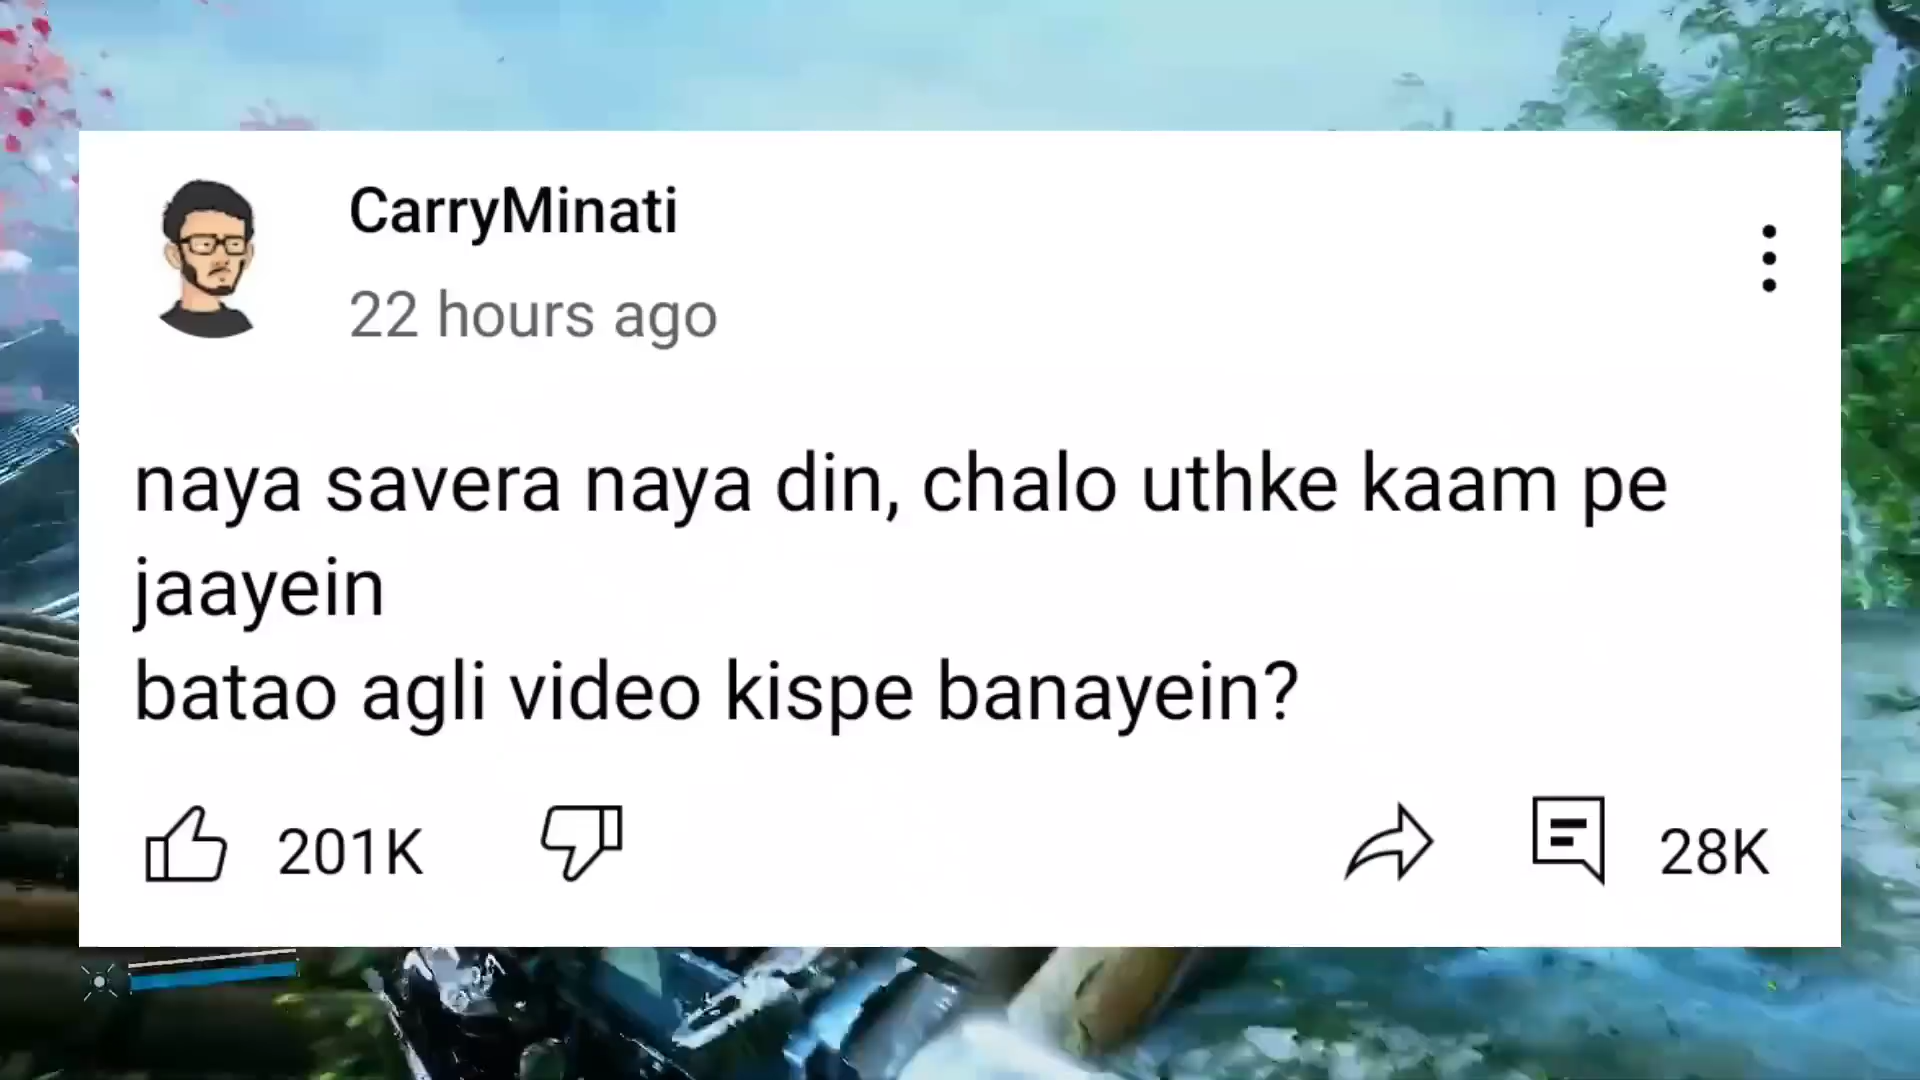 CarryMinati
22 hours ago
naya savera naya din, chalo uthke kaam pe
jaayein
batao agli video kispe banayein?
201K
28K